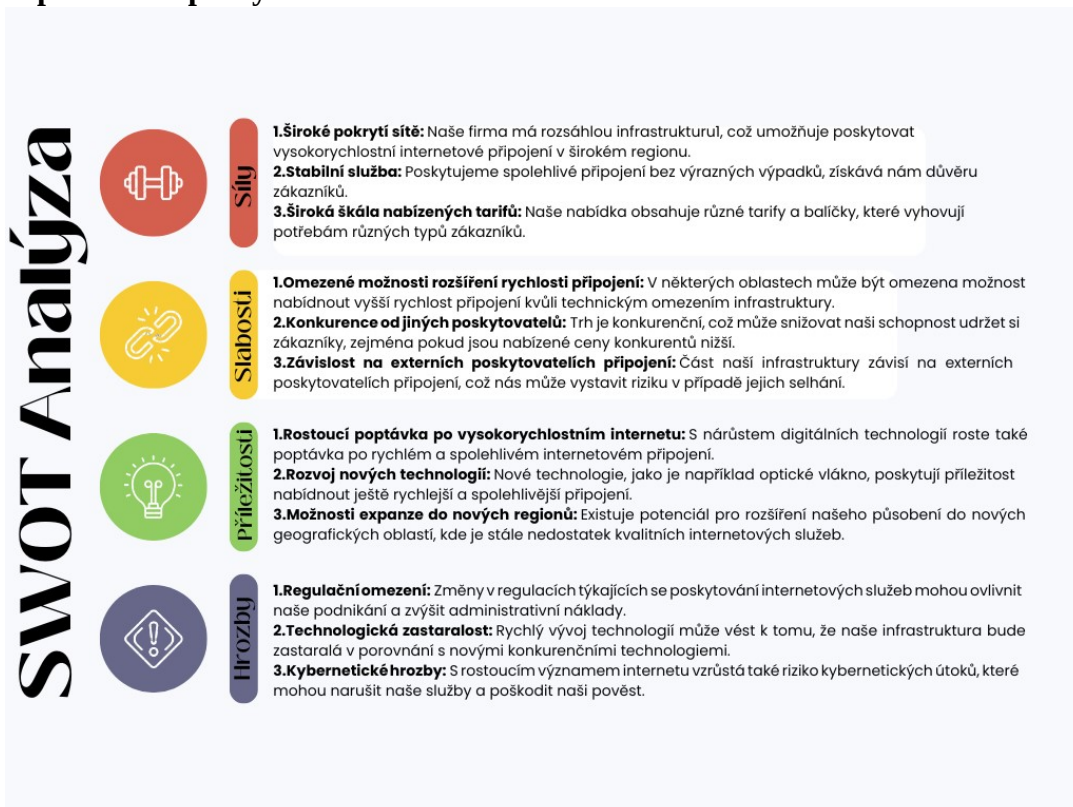 SWOT Analýza
Síly
1.Široké pokrytí sítě: Naše firma má rozsáhlou infrastrukturu1, což umožňuje poskytovat
vysokorychlostní internetové připojení v širokém regionu.
2.Stabilní služba: Poskytujeme spolehlivé připojení bez výrazných výpadků, získává nám důvěru
zákazníků.
3.Široká škála nabízených tarifů: Naše nabídka obsahuje různé tarify a balíčky, které vyhovují
potřebám různých typů zákazníků.
Slabosti
1.Omezené možnosti rozšíření rychlosti připojení: V některých oblastech může být omezena možnost
nabídnout vyšší rychlost připojení kvůli technickým omezením infrastruktury.
2.Konkurence od jiných poskytovatelů: Trh je konkurenční, což může snižovat naši schopnost udržet si
zákazníky, zejména pokud jsou nabízené ceny konkurentů nižší.
3.Závislost na externích poskytovatelích připojení: Část naší infrastruktury závisí na externích
poskytovatelích připojení, což nás může vystavit riziku v případě jejich selhání.
Příležitosti
1.Rostoucí poptávka po vysokorychlostním internetu: S nárůstem digitálních technologií roste také
poptávka po rychlém a spolehlivém internetovém připojení.
2.Rozvoj nových technologií: Nové technologie, jako je například optické vlákno, poskytují příležitost
nabídnout ještě rychlejší a spolehlivější připojení.
3.Možnosti expanze do nových regionů: Existuje potenciál pro rozšíření našeho působení do nových
geografických oblastí, kde je stále nedostatek kvalitních internetových služeb.
Hrozby
1.Regulační omezení: Změny v regulacích týkajících se poskytování internetových služeb mohou ovlivnit
naše podnikání a zvýšit administrativní náklady.
2.Technologická zastaralost: Rychlý vývoj technologií může vést k tomu, že naše infrastruktura bude
zastaralá v porovnání s novými konkurenčními technologiemi.
3.Kybernetické hrozby: S rostoucím významem internetu vzrůstá také riziko kybernetických útoků, které
mohou narušit naše služby a poškodit naši pověst.